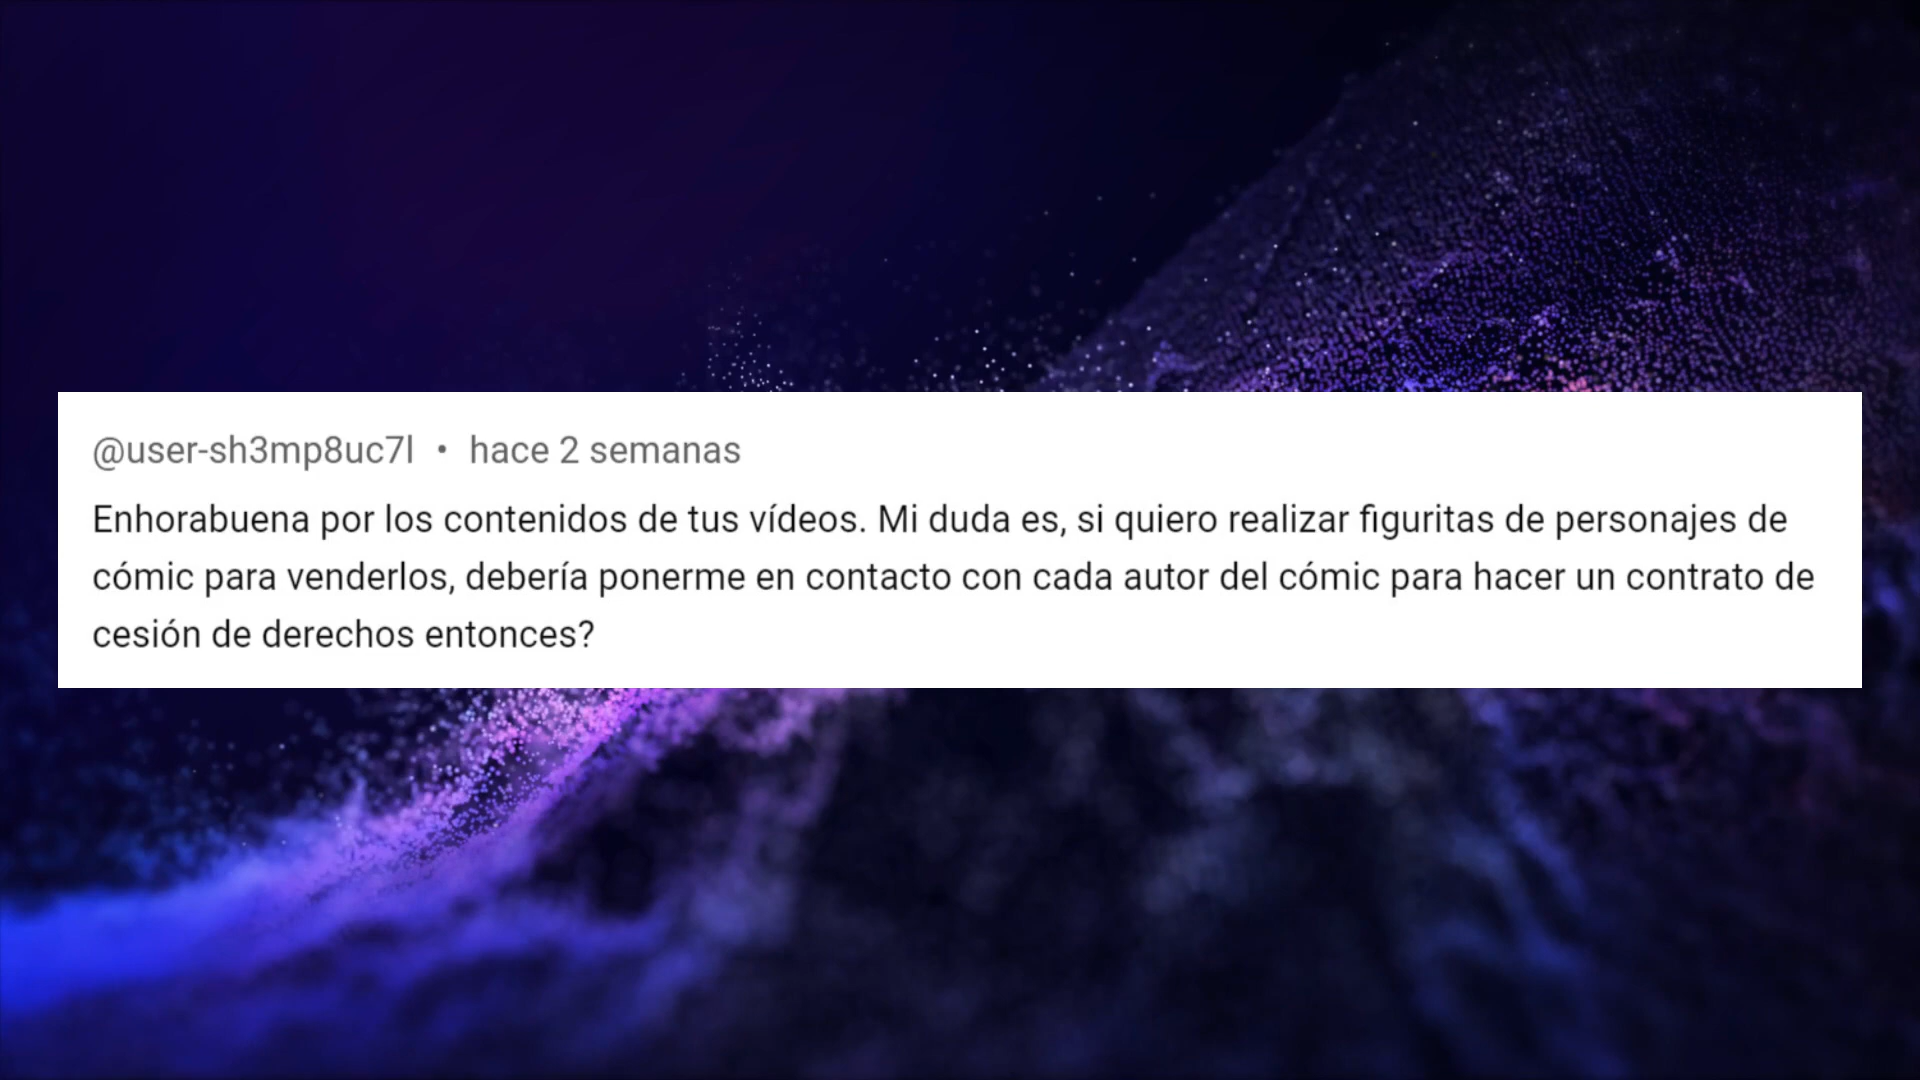 @user-sh3mp8uc7l • hace 2 semanas
Enhorabuena por los contenidos de tus vídeos. Mi duda es, si quiero realizar figuritas de personajes de
cómic para venderlos, debería ponerme en contacto con cada autor del cómic para hacer un contrato de
cesión de derechos entonces?